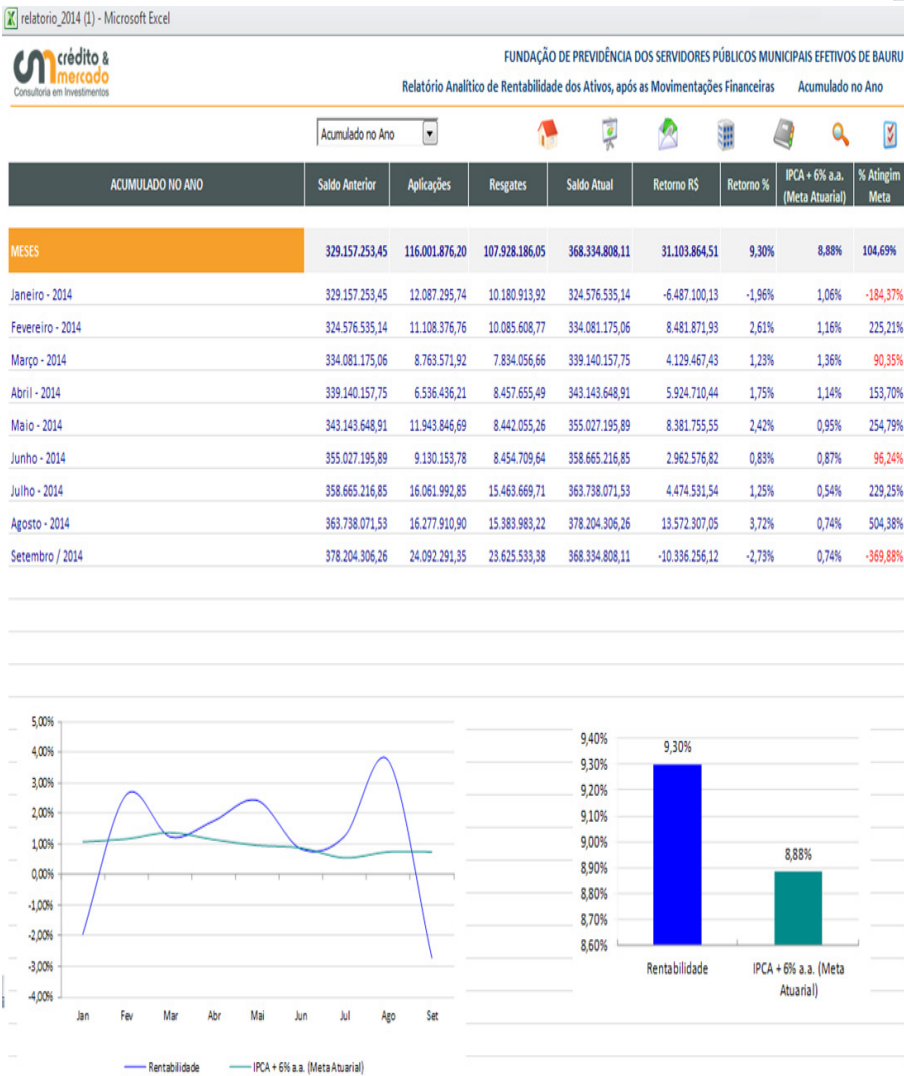 relatorio_2014 (1) - Microsoft Excel
crédito &
mercado
Consultoria em Investimentos
FUNDAÇÃO DE PREVIDÊNCIA DOS SERVIDORES PÚBLICOS MUNICIPAIS EFETIVOS DE BAURU
Relatório Analítico de Rentabilidade dos Ativos, após as Movimentações Financeiras Acumulado no Ano
Acumulado no Ano
ACUMULADO NO ANO Saldo Anterior Aplicações Resgates Saldo Atual Retorno R$ Retorno % IPCA + 6% a.a. (Meta Atuarial) % Atingim Meta
MESES 329.157.253,45 116.001.876,20 107.928.186,05 368.334.808,11 31.103.864,51 9,30% 8,88% 104,69%
Janeiro - 2014 329.157.253,45 12.087.295,74 10.180.913,92 324.576.535,14 -6.487.100,13 -1,96% 1,06% -184,37%
Fevereiro - 2014 324.576.535,14 11.108.376,76 10.085.608,77 334.081.175,06 8.481.871,93 2,61% 1,16% 225,21%
Março - 2014 334.081.175,06 8.763.571,92 7.834.056,66 339.140.157,75 4.129.467,43 1,23% 1,36% 90,35%
Abril - 2014 339.140.157,75 6.536.436,21 8.457.655,49 343.143.648,91 5.924.710,44 1,75% 1,14% 153,70%
Maio - 2014 343.143.648,91 11.943.846,69 8.442.055,26 355.027.195,89 8.381.755,55 2,42% 0,95% 254,79%
Junho - 2014 355.027.195,89 9.130.153,78 8.454.709,64 358.665.216,85 2.962.576,82 0,83% 0,87% 96,24%
Julho - 2014 358.665.216,85 16.061.992,85 15.463.669,71 363.738.071,53 4.474.531,54 1,25% 0,54% 229,25%
Agosto - 2014 363.738.071,53 16.277.910,90 15.383.983,22 378.204.306,26 13.572.307,05 3,72% 0,74% 504,38%
Setembro / 2014 378.204.306,26 24.092.291,35 23.625.533,38 368.334.808,11 -10.336.256,12 -2,73% 0,74% -369,88%
5,00%
4,00%
3,00%
2,00%
1,00%
0,00%
-1,00%
-2,00%
-3,00%
-4,00%
Jan Fev Mar Abr Mai Jun Jul Ago Set
Rentabilidade IPCA + 6% a.a. (Meta Atuarial)
9,40%
9,30%
9,20%
9,10%
9,00%
8,90%
8,80%
8,70%
8,60%
9,30%
8,88%
Rentabilidade IPCA + 6% a.a. (Meta
Atuarial)